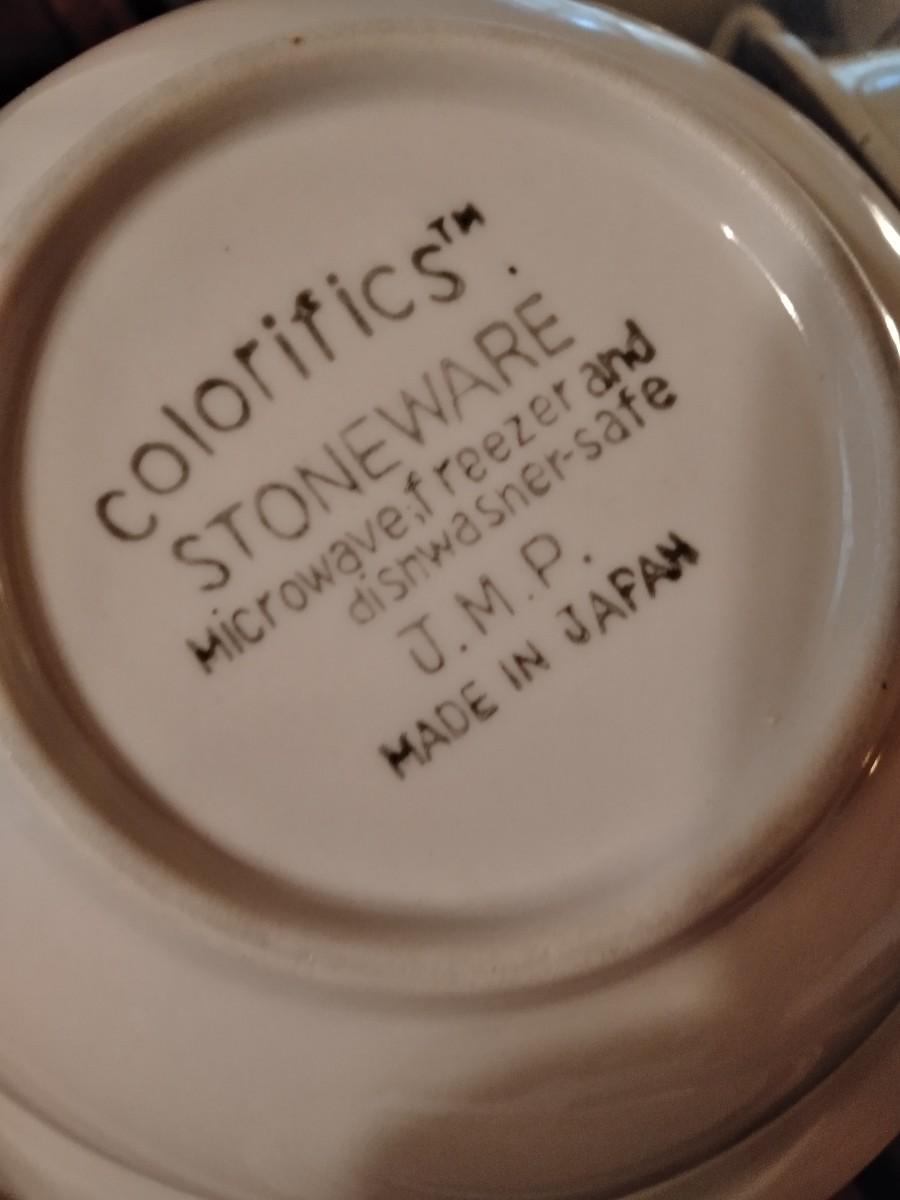 colorifics™
STONEWARE
Microwave, freezer and
dishwasher-safe
J.M.P.
MADE IN JAPAN